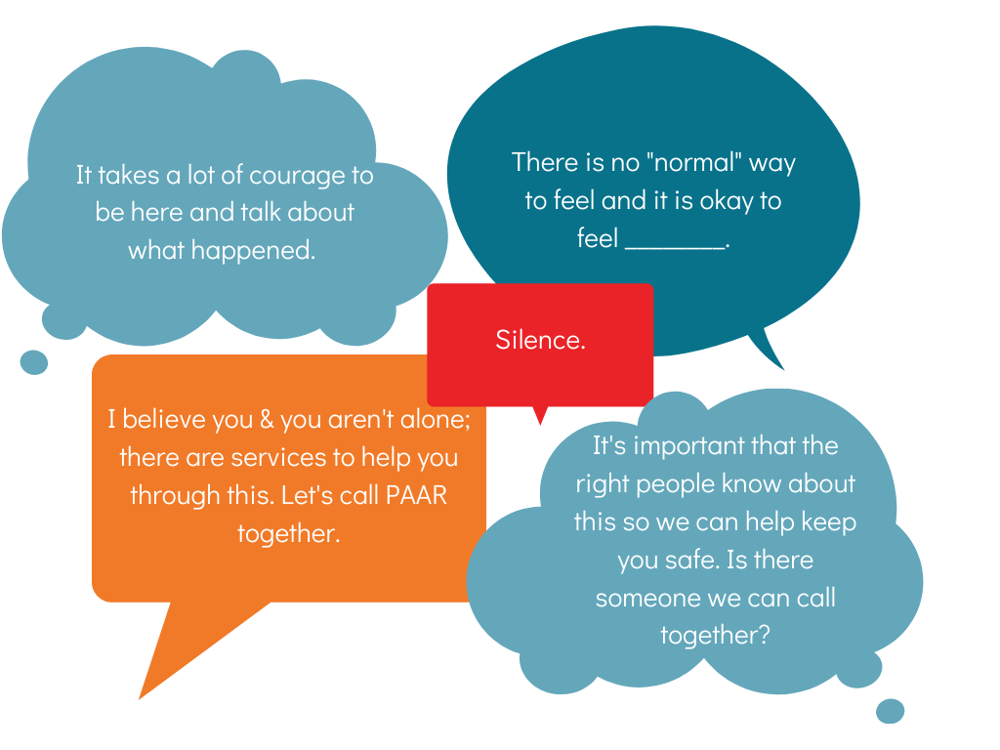 It takes a lot of courage to
be here and talk about
what happened.
There is no "normal" way
to feel and it is okay to
feel ________.
Silence.
I believe you & you aren't alone;
there are services to help you
through this. Let's call PAAR
together.
It's important that the
right people know about
this so we can help keep
you safe. Is there
someone we can call
together?